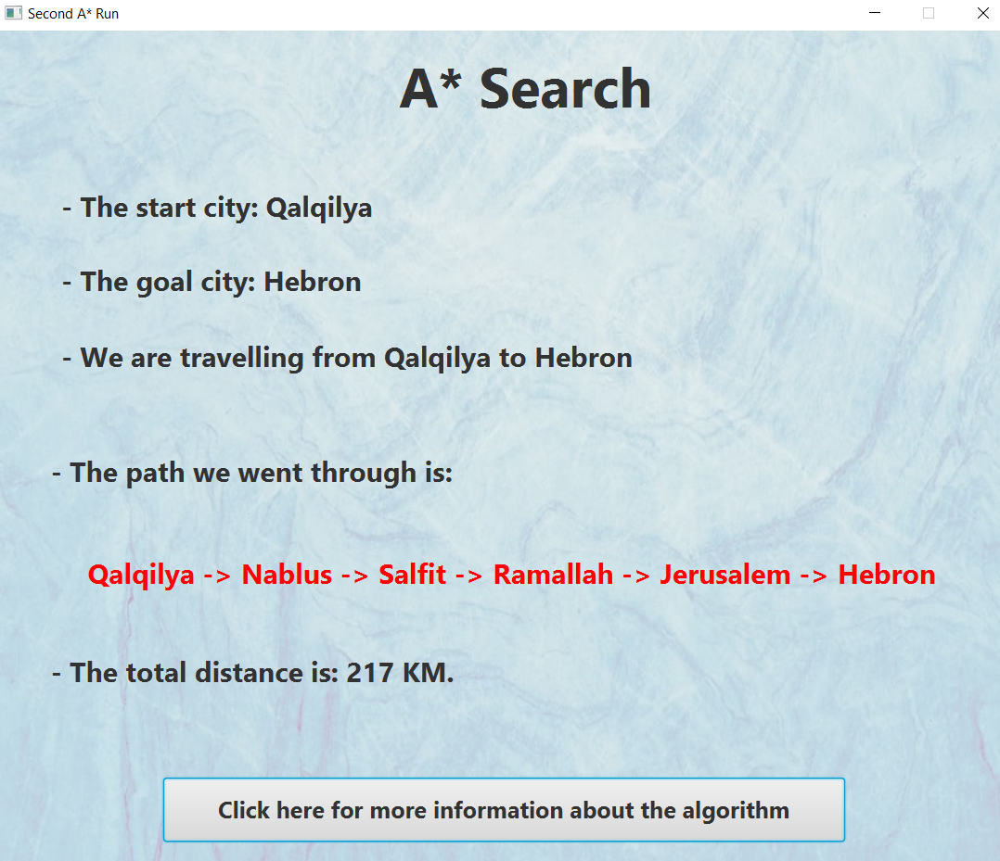 Second A* Run
A* Search
- The start city: Qalqilya
- The goal city: Hebron
- We are travelling from Qalqilya to Hebron
- The path we went through is:
Qalqilya -> Nablus -> Salfit -> Ramallah -> Jerusalem -> Hebron
- The total distance is: 217 KM.
Click here for more information about the algorithm